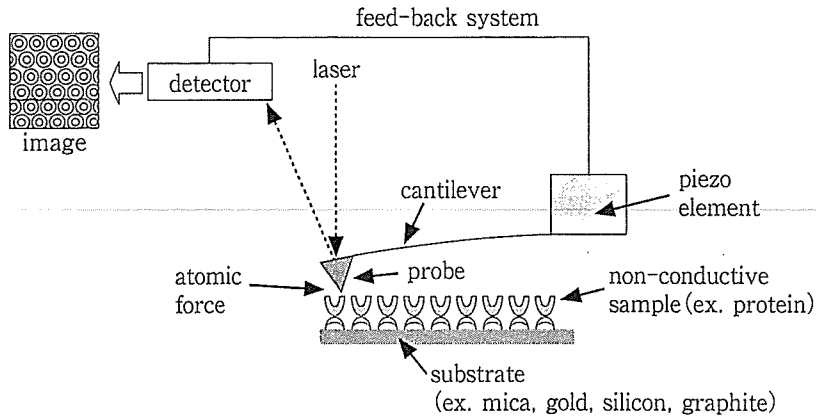 feed-back system
laser
detector
image
cantilever
piezo
element
atomic
force
probe
non-conductive
sample(ex. protein)
substrate
(ex. mica, gold, silicon, graphite)